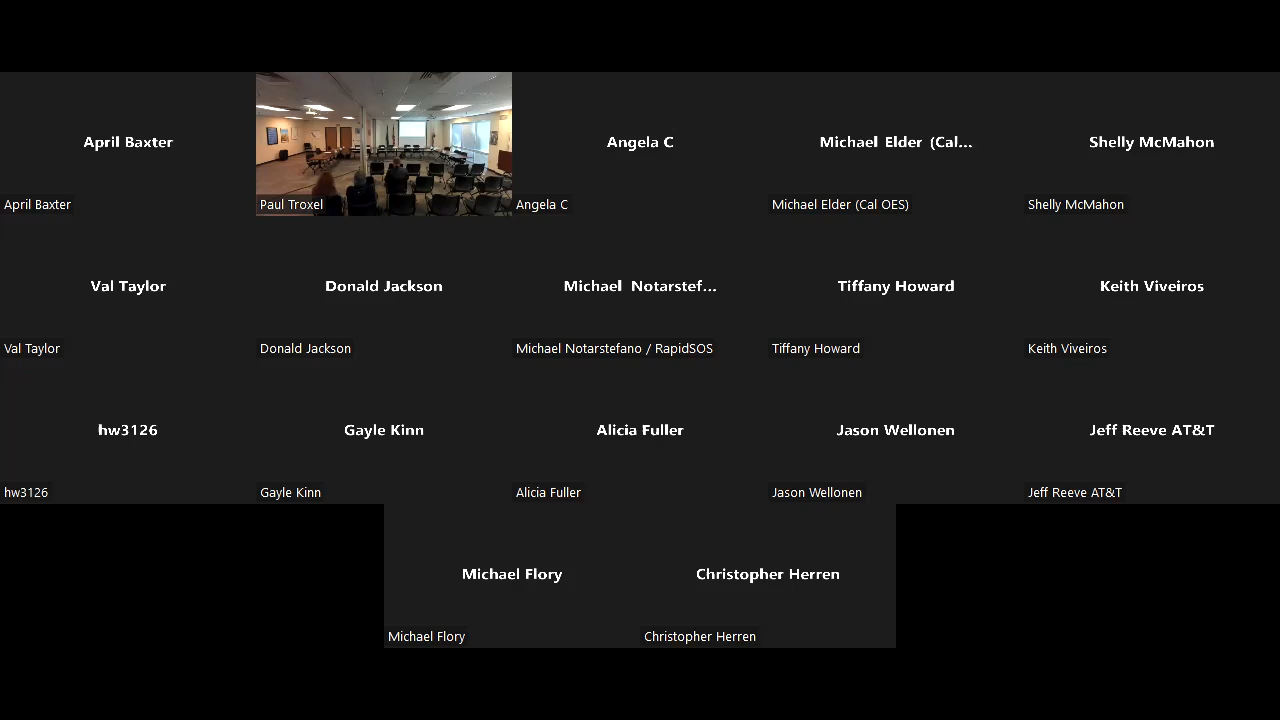 April Baxter
Angela C
Michael Elder (Cal...
Shelly McMahon
April Baxter
Paul Troxel
Angela C
Michael Elder (Cal OES)
Shelly McMahon
Val Taylor
Donald Jackson
Michael Notarstef...
Tiffany Howard
Keith Viveiros
Val Taylor
Donald Jackson
Michael Notarstefano / RapidSOS
Tiffany Howard
Keith Viveiros
hw3126
Gayle Kinn
Alicia Fuller
Jason Wellonen
Jeff Reeve AT&T
hw3126
Gayle Kinn
Alicia Fuller
Jason Wellonen
Jeff Reeve AT&T
Michael Flory
Christopher Herren
Michael Flory
Christopher Herren